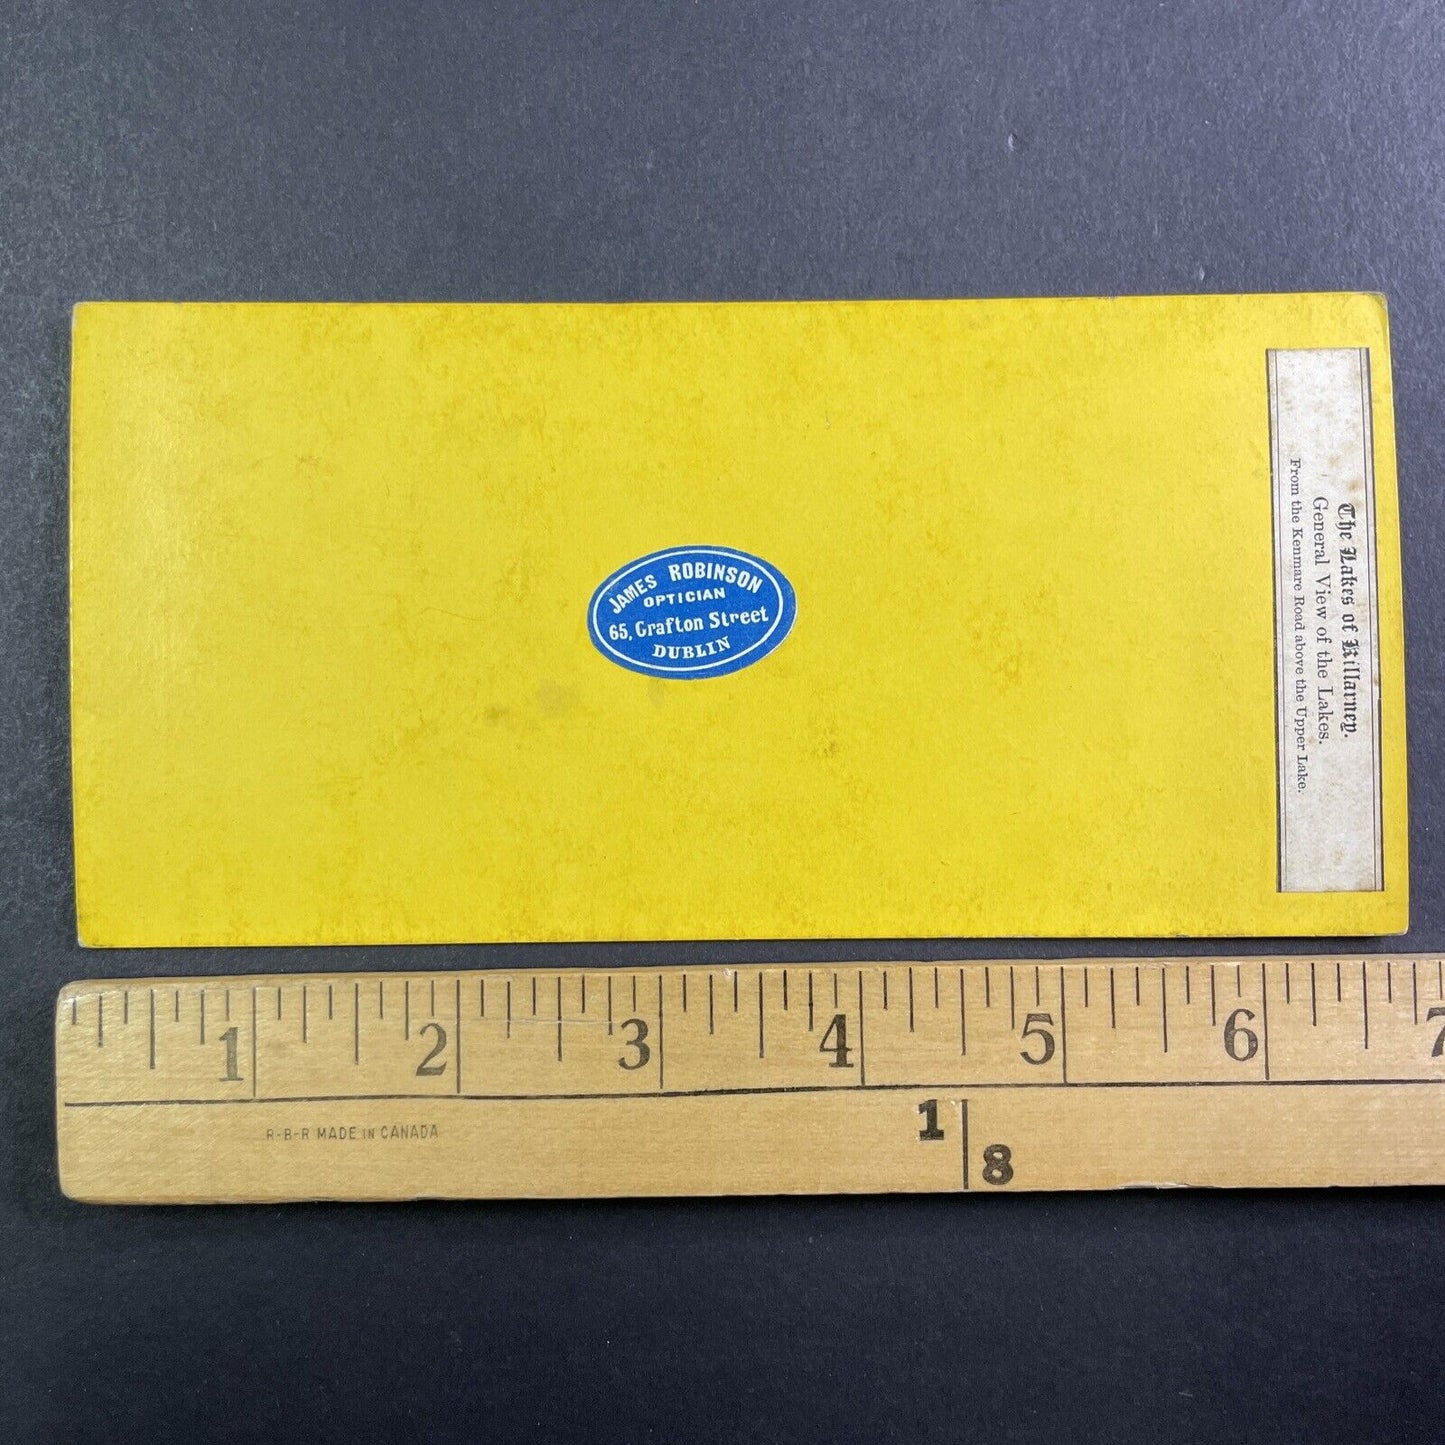 JAMES ROBINSON
OPTICIAN
65, Grafton Street
DUBLIN
The Lakes of Killarney.
General View of the Lakes.
From the Kenmare Road above the Upper Lake.
1 2 3 4 5 6 7
R-B-R MADE IN CANADA
1
8